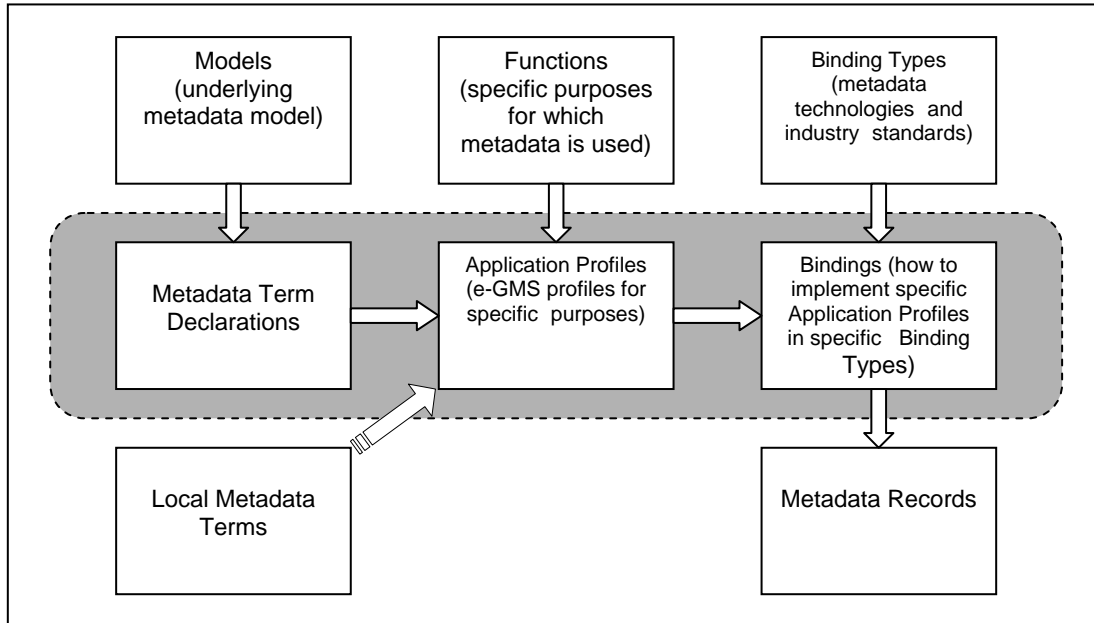 Models
(underlying
metadata model)
Functions
(specific purposes
for which
metadata is used)
Binding Types
(metadata
technologies and
industry standards)
Metadata Term
Declarations
Application Profiles
(e-GMS profiles for
specific purposes)
Bindings (how to
implement specific
Application Profiles
in specific Binding
Types)
Local Metadata
Terms
Metadata Records